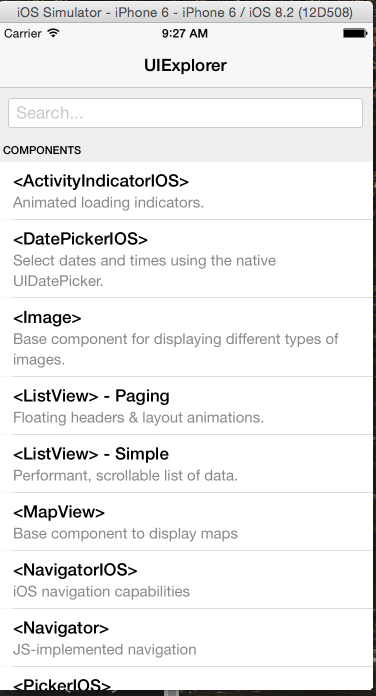 iOS Simulator - iPhone 6 - iPhone 6 / iOS 8.2 (12D508)
Carrier 9:27 AM
UIExplorer
Search...
COMPONENTS
<ActivityIndicatorIOS>
Animated loading indicators.
<DatePickerIOS>
Select dates and times using the native
UIDatePicker.
<Image>
Base component for displaying different types of
images.
<ListView> - Paging
Floating headers & layout animations.
<ListView> - Simple
Performant, scrollable list of data.
<MapView>
Base component to display maps
<NavigatorIOS>
iOS navigation capabilities
<Navigator>
JS-implemented navigation
<PickerIOS>